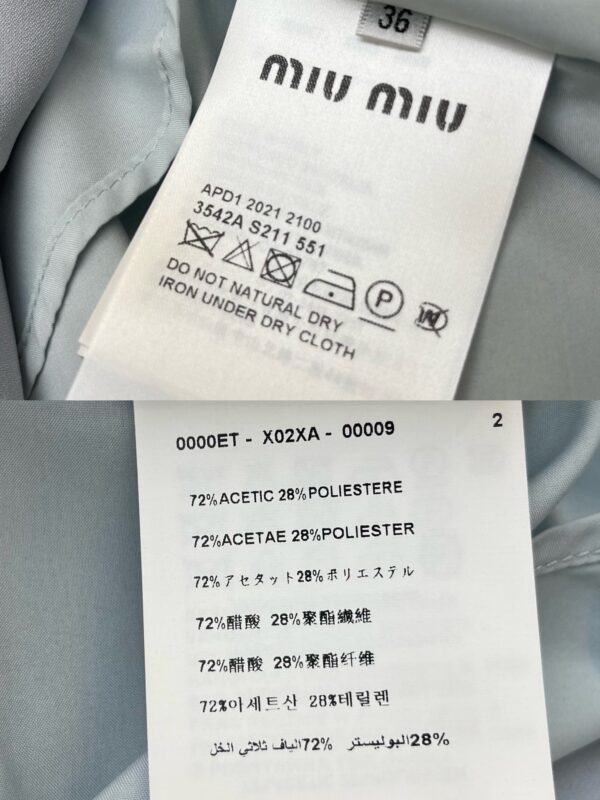 36
miu miu
APD1 2021 2100
3542A S211 551
P
DO NOT NATURAL DRY
IRON UNDER DRY CLOTH
0000ET - X02XA - 00009
2
72%ACETIC 28%POLIESTERE
72%ACETAE 28%POLIESTER
72%アセタット28%ポリエステル
72%醋酸 28%聚酯纖維
72%醋酸 28%聚酯纤维
72%아세트산 28%테릴렌
28%البوليستر 72%الياف ثلاثي الخل